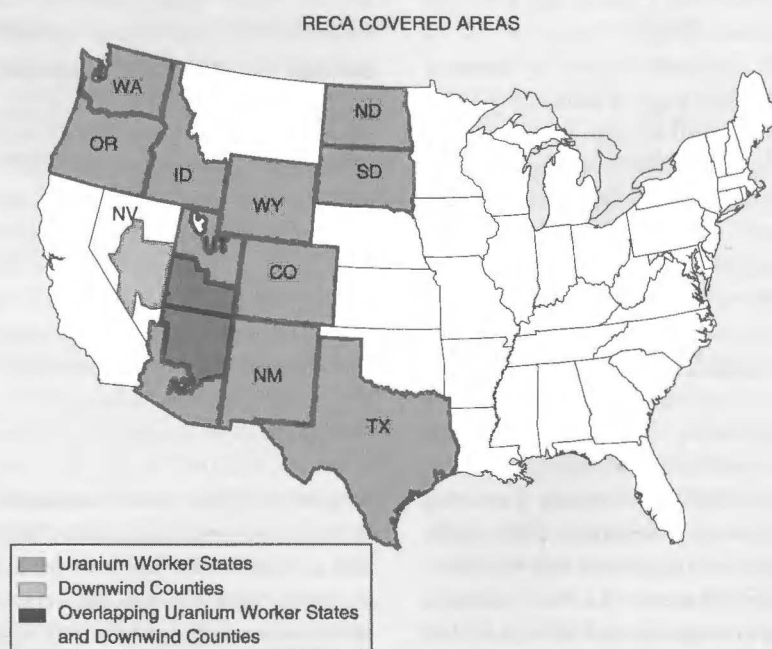 RECA COVERED AREAS
WA
ND
OR
ID
SD
WY
NV
UT
CO
AZ
NM
TX
Uranium Worker States
Downwind Counties
Overlapping Uranium Worker States
and Downwind Counties